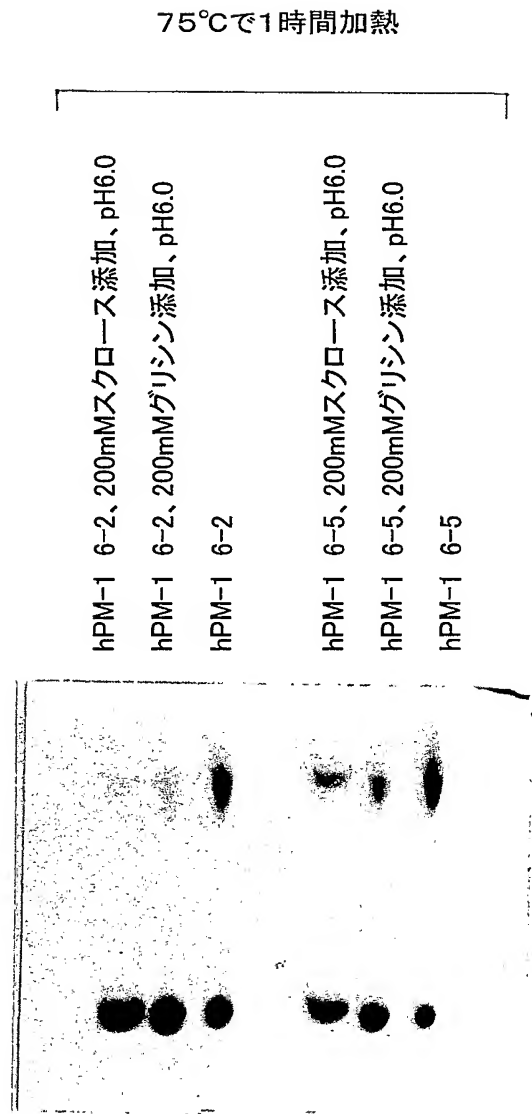 75℃で1時間加熱
hPM-1 6-2、200mMスクロース添加、pH6.0
hPM-1 6-2、200mMグリシン添加、pH6.0
hPM-1 6-2
hPM-1 6-5、200mMスクロース添加、pH6.0
hPM-1 6-5、200mMグリシン添加、pH6.0
hPM-1 6-5